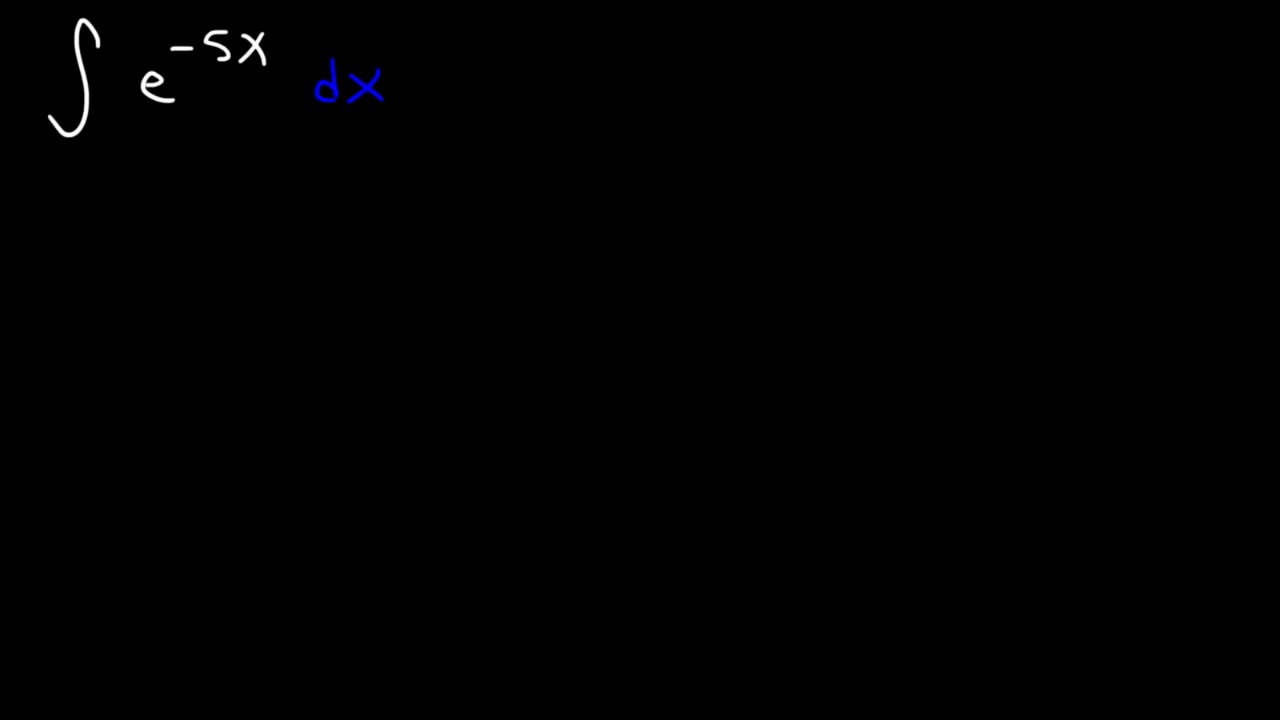 ∫ e^{-5x} dx